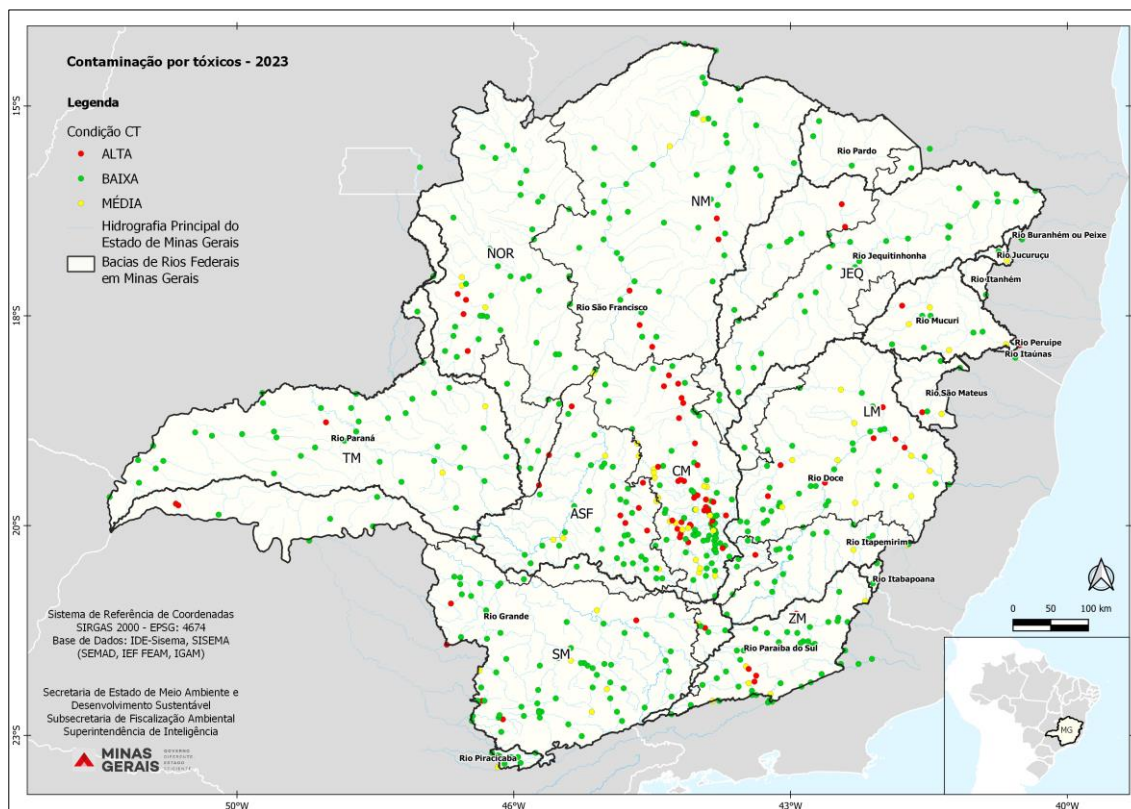 Contaminação por tóxicos - 2023
Legenda
Condição CT
ALTA
BAIXA
MÉDIA
Hidrografia Principal do
Estado de Minas Gerais
Bacias de Rios Federais
em Minas Gerais
15°S
18°S
20°S
23°S
50°W
46°W
43°W
40°W
Rio Pardo
NM
Rio Buranhém ou Peixe
Rio Jucuruçu
Rio Jequitinhonha
JEQ
Rio Itanhém
NOR
Rio São Francisco
Rio Mucuri
Rio Peruípe
Rio Itaúnas
Rio São Mateus
LM
Rio Paraná
TM
CM
Rio Doce
ASF
Rio Itapemirim
Rio Itabapoana
Rio Grande
ZM
Rio Paraíba do Sul
SM
Rio Piracicaba
0 50 100 km
MG
Sistema de Referência de Coordenadas
SIRGAS 2000 - EPSG: 4674
Base de Dados: IDE-Sisema, SISEMA
(SEMAD, IEF FEAM, IGAM)
Secretaria de Estado de Meio Ambiente e
Desenvolvimento Sustentável
Subsecretaria de Fiscalização Ambiental
Superintendência de Inteligência
MINAS
GERAIS
GOVERNO
DIFERENTE
ESTADO
EFICIENTE